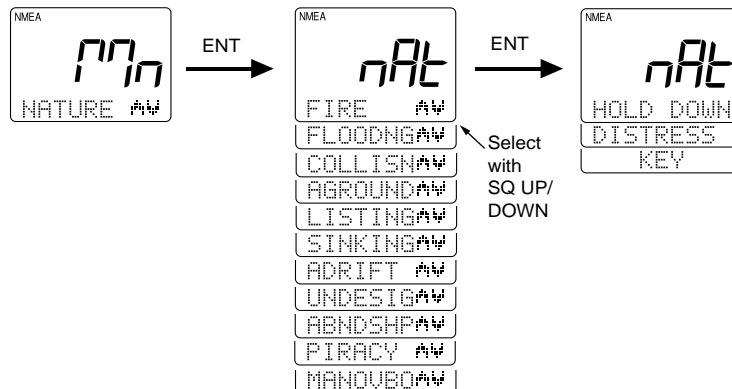 NMEA
Mn
NATURE
ENT
NMEA
nAt
FIRE
FLOODNG
COLLISN
AGROUND
LISTING
SINKING
ADRIFT
UNDESIG
ABNDSHP
PIRACY
MANOVBO
Select
with
SQ UP/
DOWN
ENT
NMEA
nAt
HOLD DOWN
DISTRESS
KEY